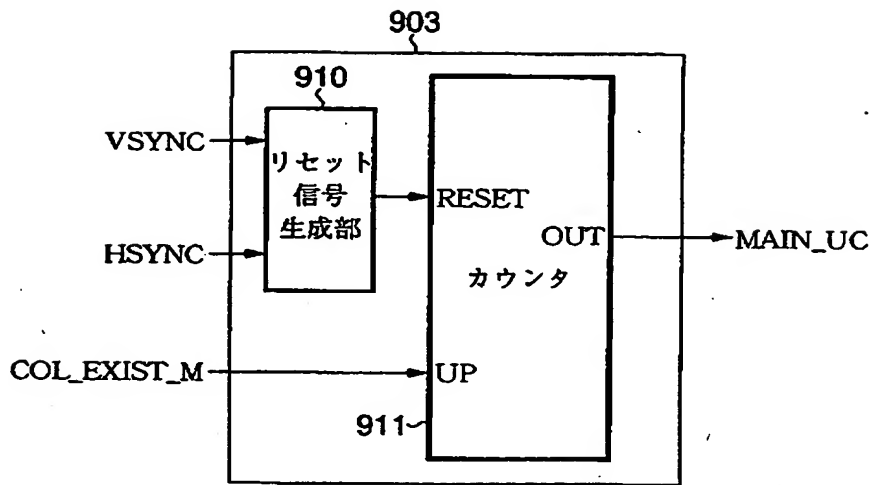 903
910
VSYNC
リセット
信号
生成部
RESET
HSYNC
OUT
MAIN_UC
カウンタ
COL_EXIST_M
UP
911